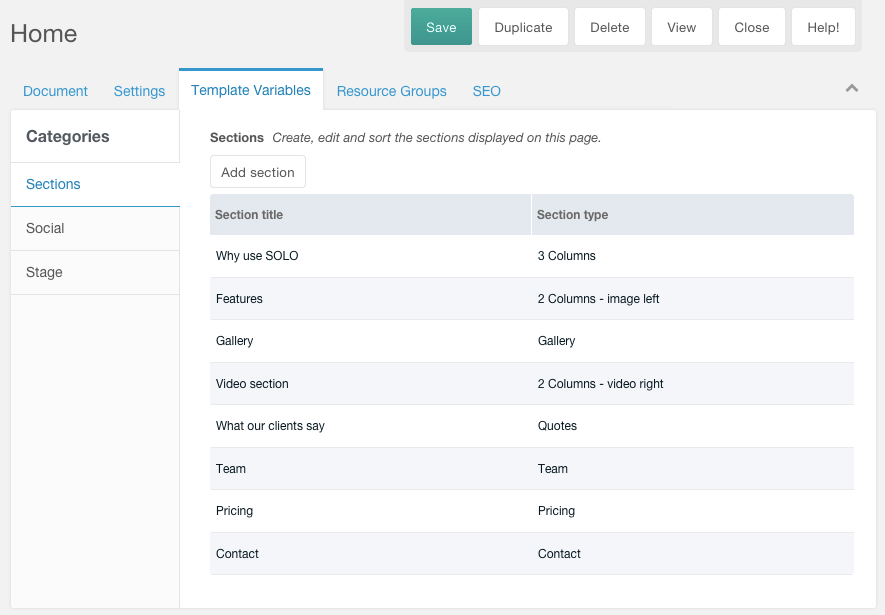 Home
Save Duplicate Delete View Close Help!
Document Settings Template Variables Resource Groups SEO
Categories
Sections
Social
Stage
Sections Create, edit and sort the sections displayed on this page.
Add section
Section title Section type
Why use SOLO 3 Columns
Features 2 Columns - image left
Gallery Gallery
Video section 2 Columns - video right
What our clients say Quotes
Team Team
Pricing Pricing
Contact Contact